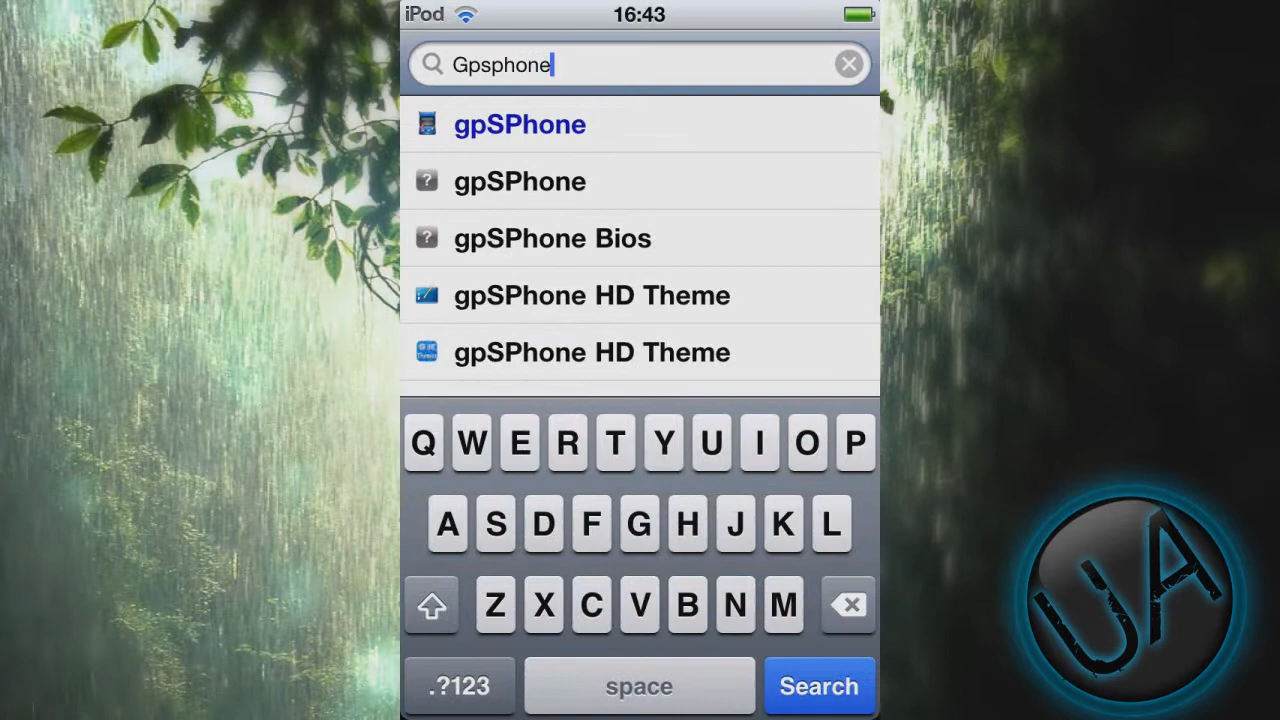 iPod 16:43
Gpsphone
gpSPhone
gpSPhone
gpSPhone Bios
gpSPhone HD Theme
gpSPhone HD Theme
Q W E R T Y U I O P
A S D F G H J K L
Z X C V B N M
.?123 space Search
UA